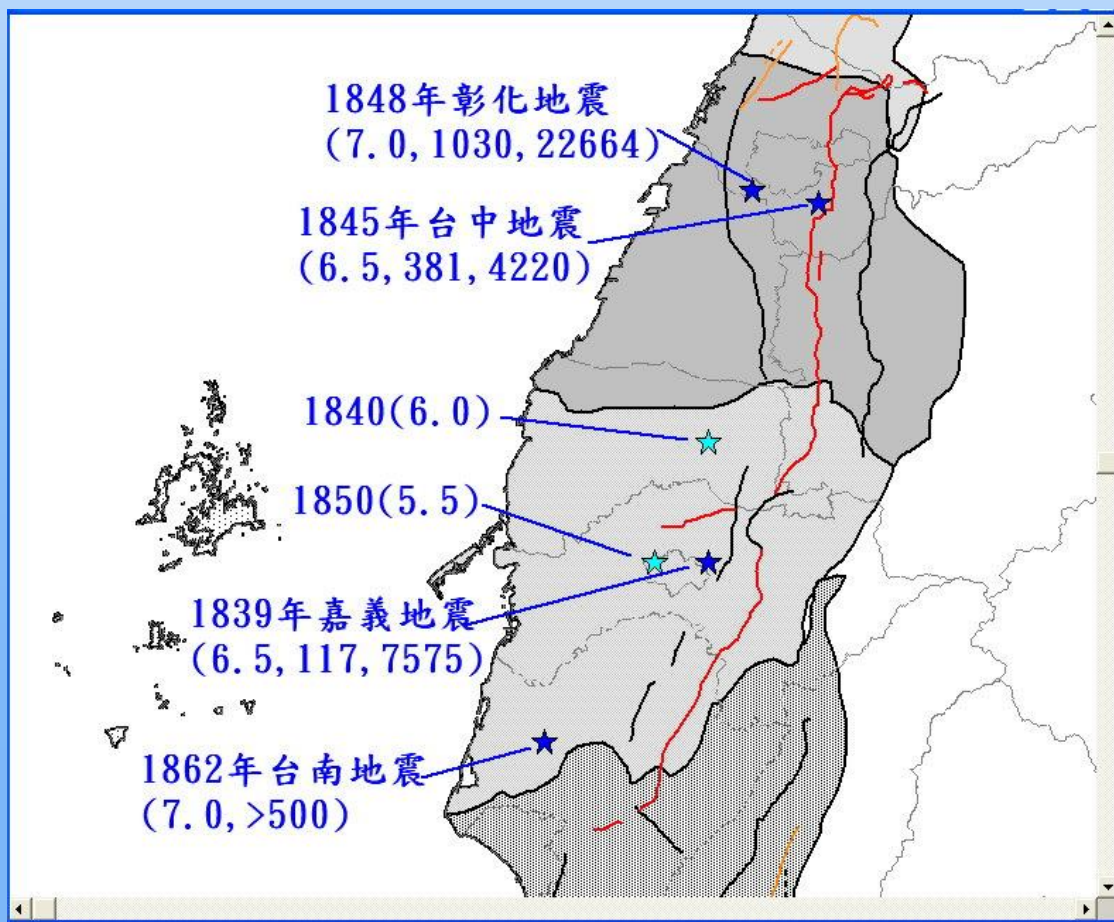 1848年彰化地震
(7.0,1030,22664)
1845年台中地震
(6.5,381,4220)
1840(6.0)
1850(5.5)
1839年嘉義地震
(6.5,117,7575)
1862年台南地震
(7.0,>500)